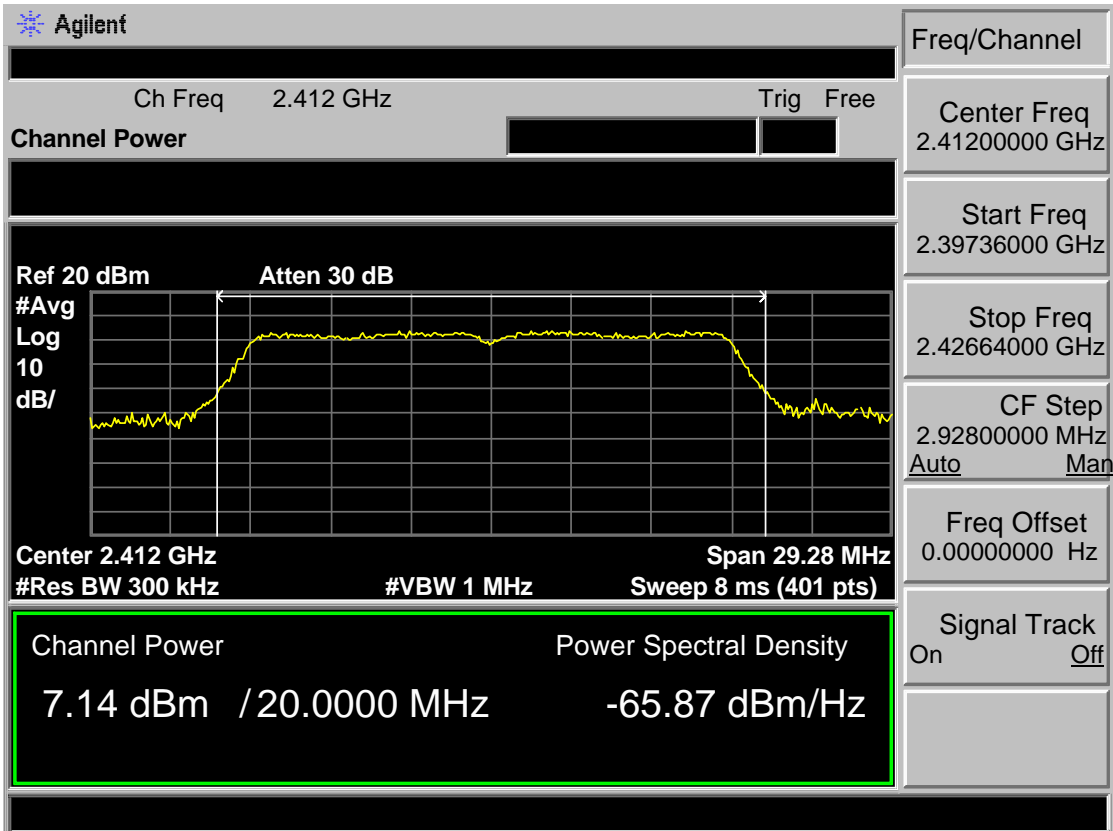 Agilent
Freq/Channel
Ch Freq 2.412 GHz Trig Free
Channel Power
Center Freq
2.41200000 GHz
Start Freq
2.39736000 GHz
Ref 20 dBm Atten 30 dB
#Avg
Log
10
dB/
Stop Freq
2.42664000 GHz
CF Step
2.92800000 MHz
Auto Man
Freq Offset
0.00000000 Hz
Center 2.412 GHz Span 29.28 MHz
#Res BW 300 kHz #VBW 1 MHz Sweep 8 ms (401 pts)
Signal Track
On Off
Channel Power Power Spectral Density
7.14 dBm / 20.0000 MHz -65.87 dBm/Hz